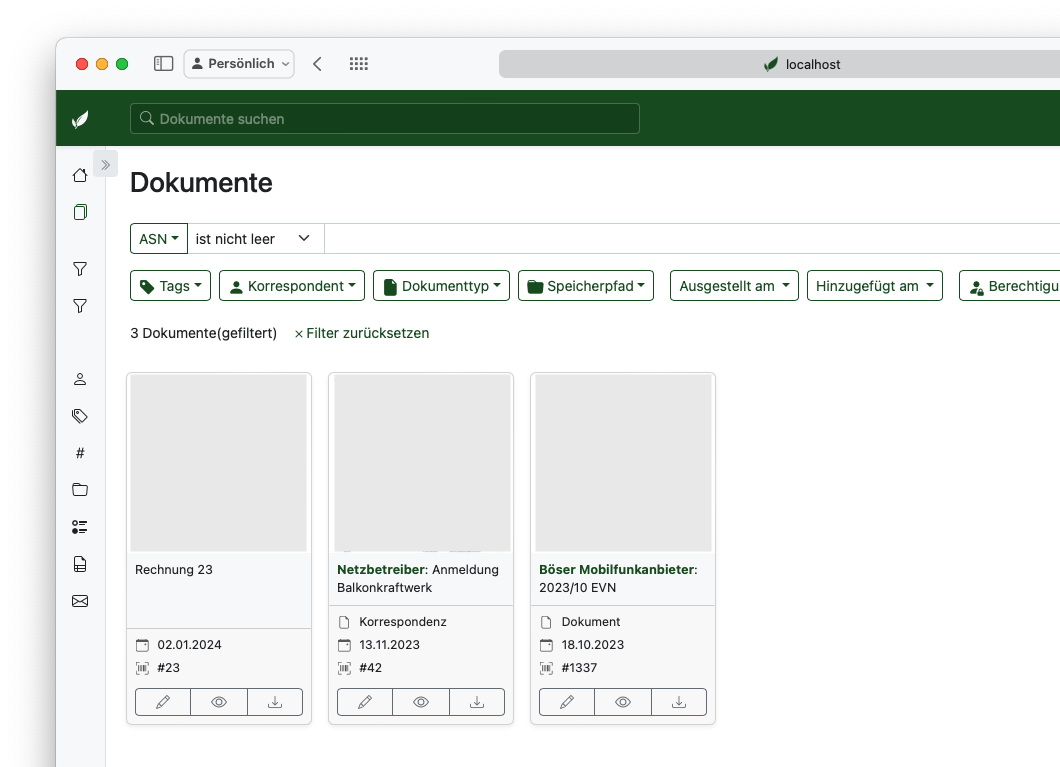 Persönlich
localhost
Dokumente suchen
Dokumente
ASN ist nicht leer
Tags Korrespondent Dokumenttyp Speicherpfad Ausgestellt am Hinzugefügt am Berechtigu
3 Dokumente(gefiltert) × Filter zurücksetzen
#
Rechnung 23
02.01.2024
#23
Netzbetreiber: Anmeldung
Balkonkraftwerk
Korrespondenz
13.11.2023
#42
Böser Mobilfunkanbieter:
2023/10 EVN
Dokument
18.10.2023
#1337